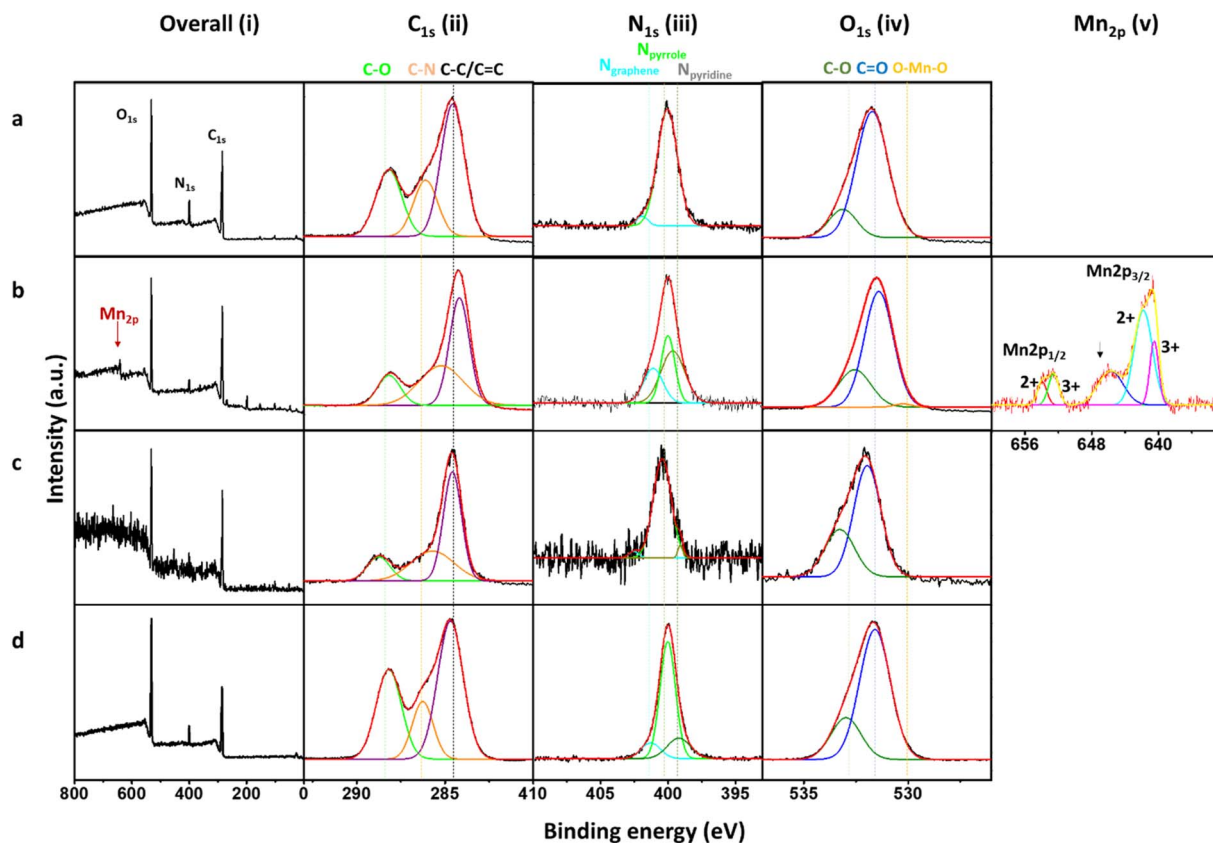 Overall (i)
C1s (ii)
N1s (iii)
O1s (iv)
Mn2p (v)
C-O C-N C-C/C=C
Npyrrole
Ngraphene
Npyridine
C-O C=O O-Mn-O
a
O1s
N1s
C1s
b
Mn2p
Mn2p3/2
2+
3+
Mn2p1/2
2+
3+
656 648 640
c
d
Intensity (a.u.)
800 600 400 200 0
290 285
410 405 400 395
535 530
Binding energy (eV)